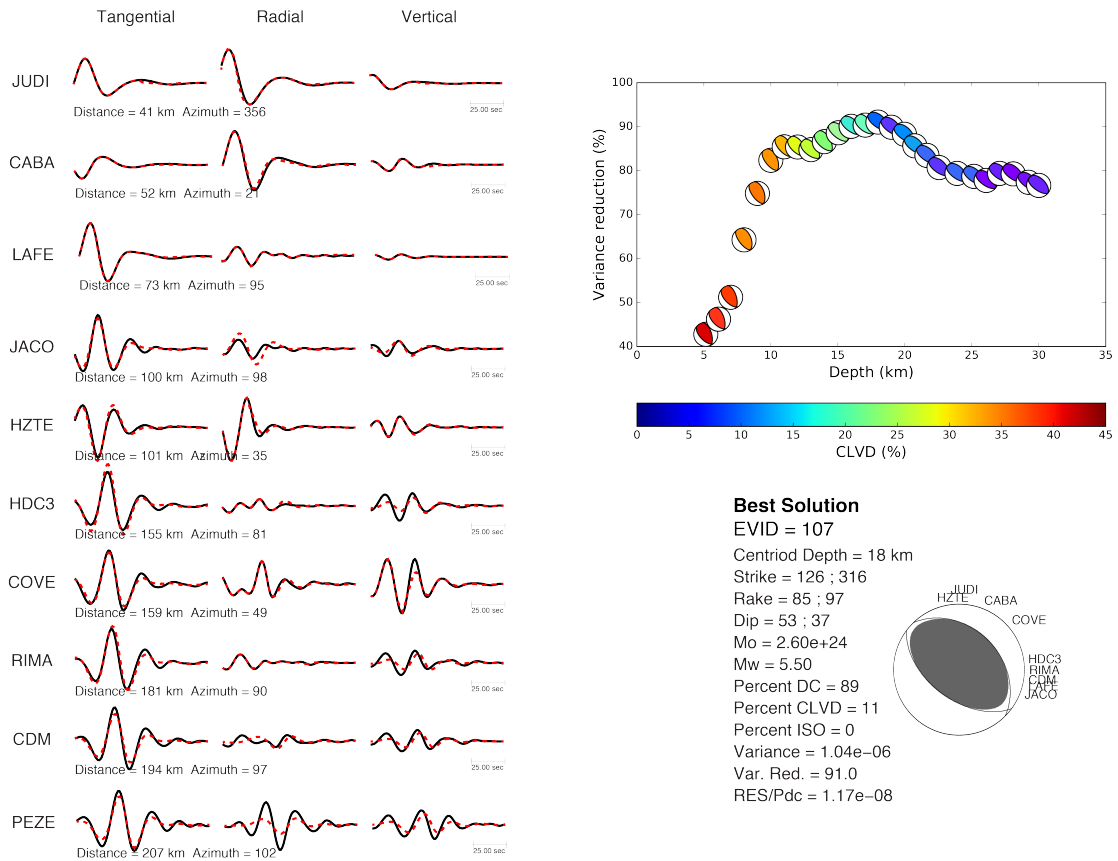 Tangential Radial Vertical
JUDI
25.00 sec
Distance = 41 km Azimuth = 356
CABA
25.00 sec
Distance = 52 km Azimuth = 21
LAFE
25.00 sec
Distance = 73 km Azimuth = 95
JACO
25.00 sec
Distance = 100 km Azimuth = 98
HZTE
25.00 sec
Distance = 101 km Azimuth = 35
HDC3
25.00 sec
Distance = 155 km Azimuth = 81
COVE
25.00 sec
Distance = 159 km Azimuth = 49
RIMA
25.00 sec
Distance = 181 km Azimuth = 90
CDM
25.00 sec
Distance = 194 km Azimuth = 97
PEZE
25.00 sec
Distance = 207 km Azimuth = 102
Variance reduction (%)
100
90
80
70
60
50
40
0 5 10 15 20 25 30 35
Depth (km)
0 5 10 15 20 25 30 35 40 45
CLVD (%)
Best Solution
EVID = 107
Centriod Depth = 18 km
Strike = 126 ; 316
Rake = 85 ; 97
Dip = 53 ; 37
Mo = 2.60e+24
Mw = 5.50
Percent DC = 89
Percent CLVD = 11
Percent ISO = 0
Variance = 1.04e−06
Var. Red. = 91.0
RES/Pdc = 1.17e−08
JUDI
HZTE
CABA
COVE
HDC3
RIMA
CDM
LAFE
JACO